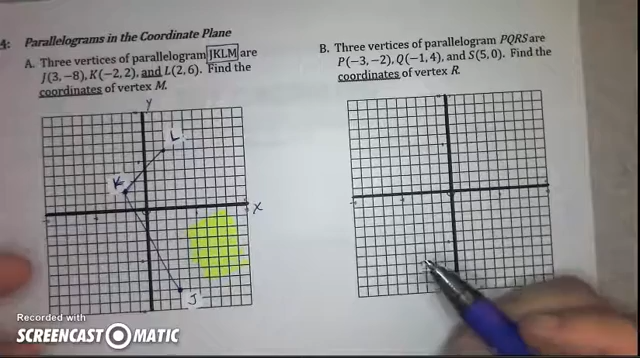 4: Parallelograms in the Coordinate Plane
A. Three vertices of parallelogram JKLM are
J(3, −8), K(−2, 2), and L(2, 6). Find the
coordinates of vertex M.
B. Three vertices of parallelogram PQRS are
P(−3, −2), Q(−1, 4), and S(5, 0). Find the
coordinates of vertex R.
y
L
K
X
J
Recorded with
SCREENCAST O MATIC